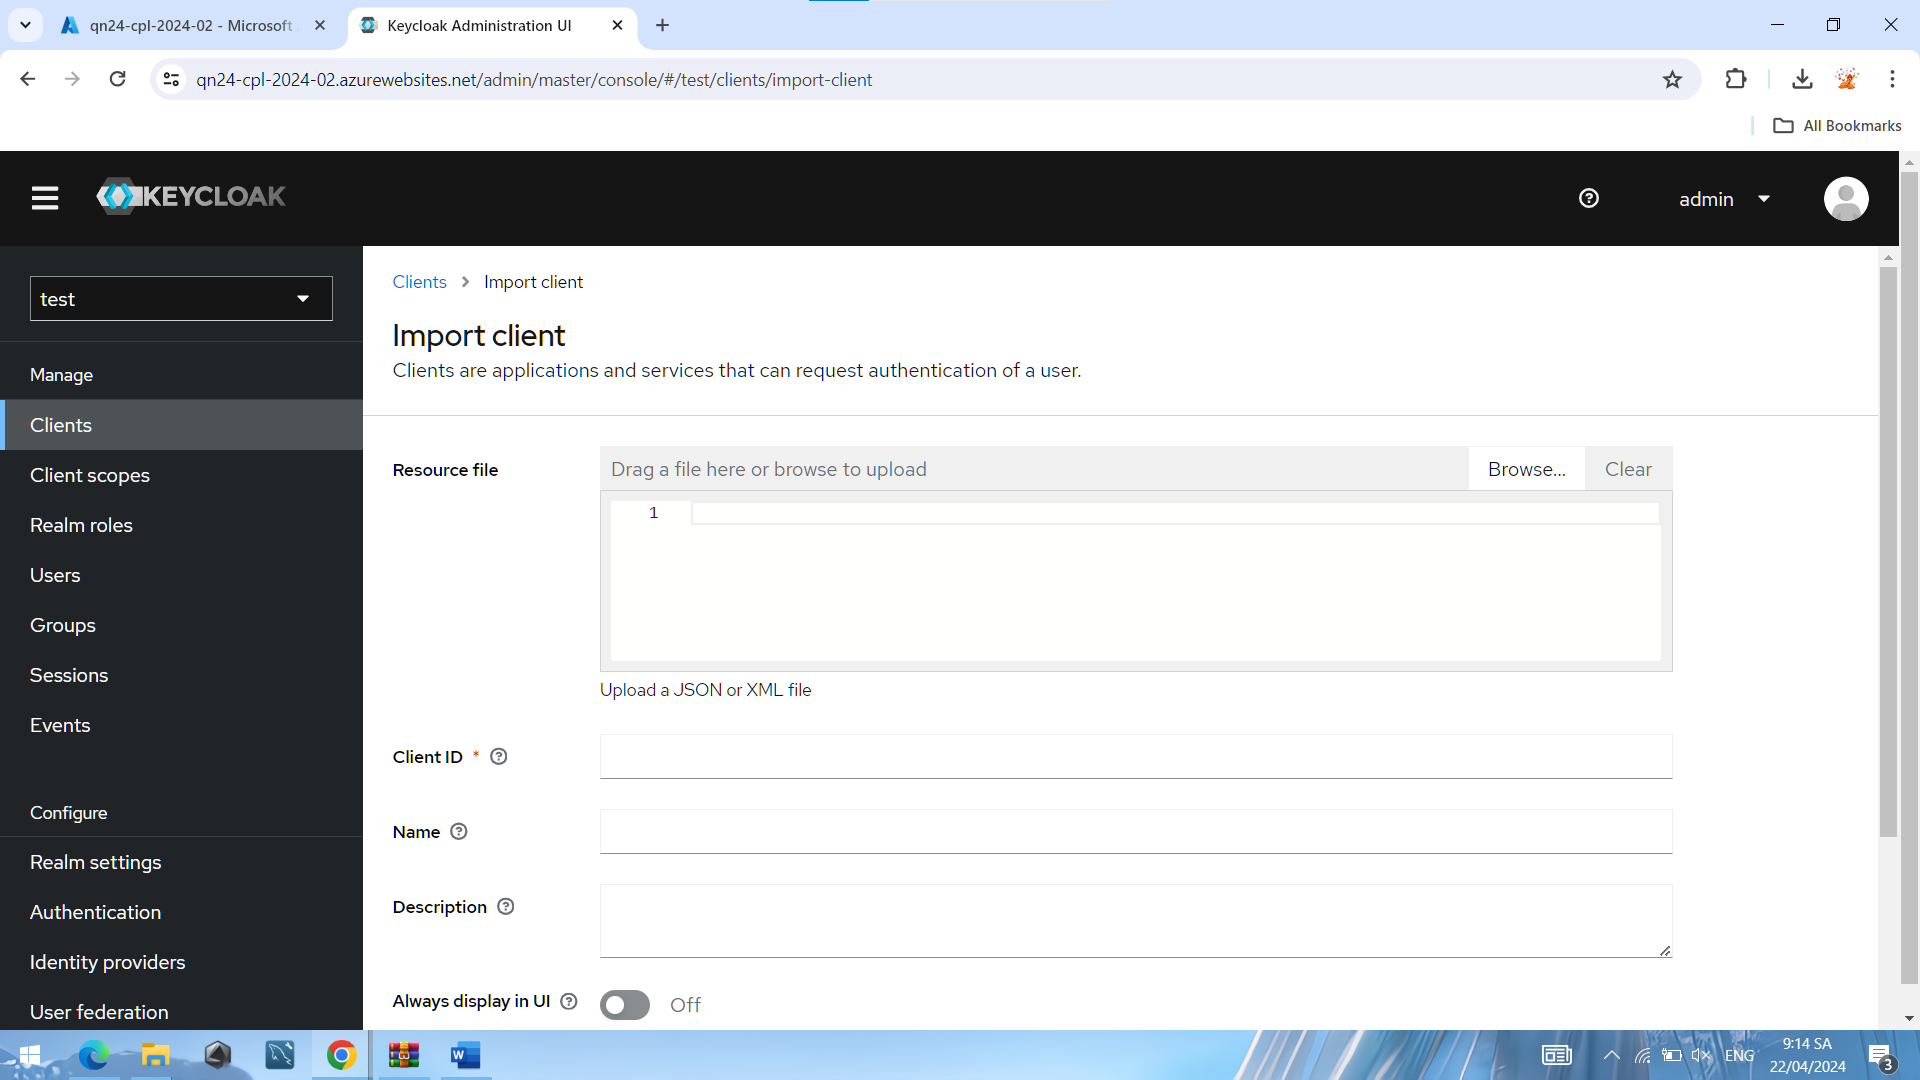 qn24-cpl-2024-02 - Microsoft
Keycloak Administration UI
qn24-cpl-2024-02.azurewebsites.net/admin/master/console/#/test/clients/import-client
All Bookmarks
KEYCLOAK
admin
test
Manage
Clients
Client scopes
Realm roles
Users
Groups
Sessions
Events
Configure
Realm settings
Authentication
Identity providers
User federation
Clients > Import client
Import client
Clients are applications and services that can request authentication of a user.
Resource file
Drag a file here or browse to upload
Browse...
Clear
1
Upload a JSON or XML file
Client ID *
Name
Description
Always display in UI
Off
ENG
9:14 SA
22/04/2024
3